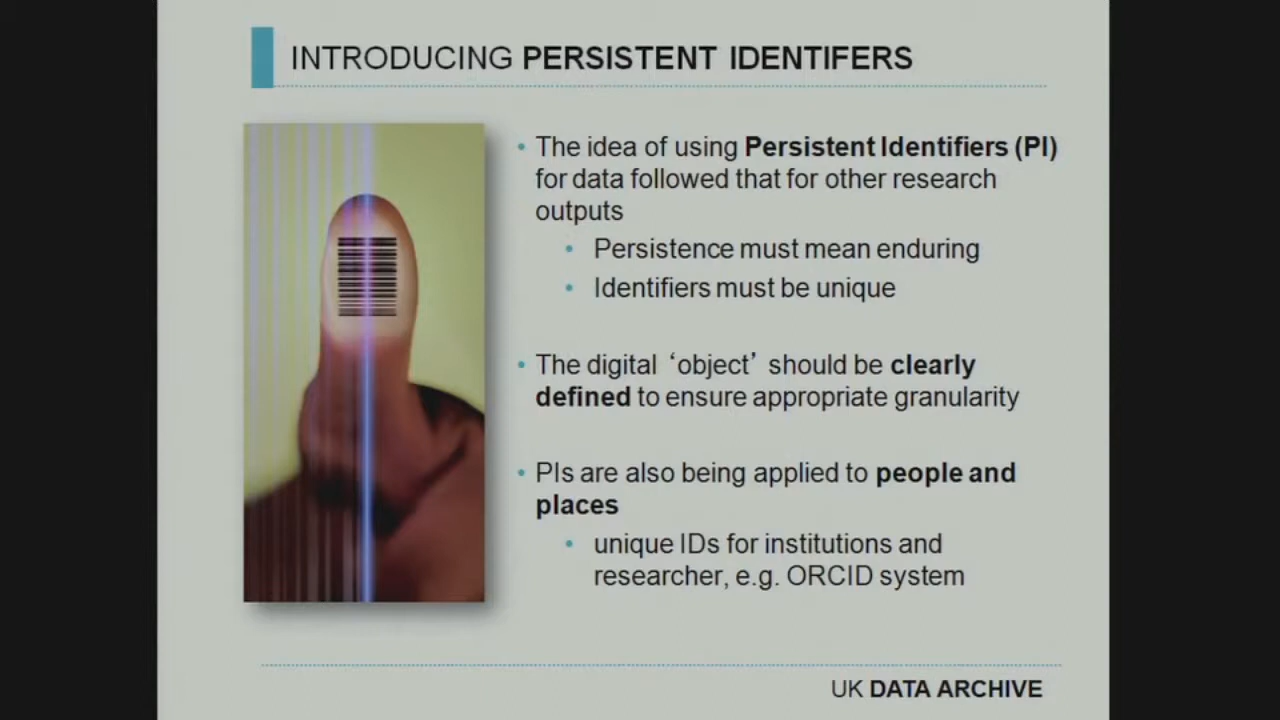 INTRODUCING PERSISTENT IDENTIFERS
• The idea of using Persistent Identifiers (PI)
for data followed that for other research
outputs
• Persistence must mean enduring
• Identifiers must be unique
• The digital ‘object’ should be clearly
defined to ensure appropriate granularity
• PIs are also being applied to people and
places
• unique IDs for institutions and
researcher, e.g. ORCID system
UK DATA ARCHIVE